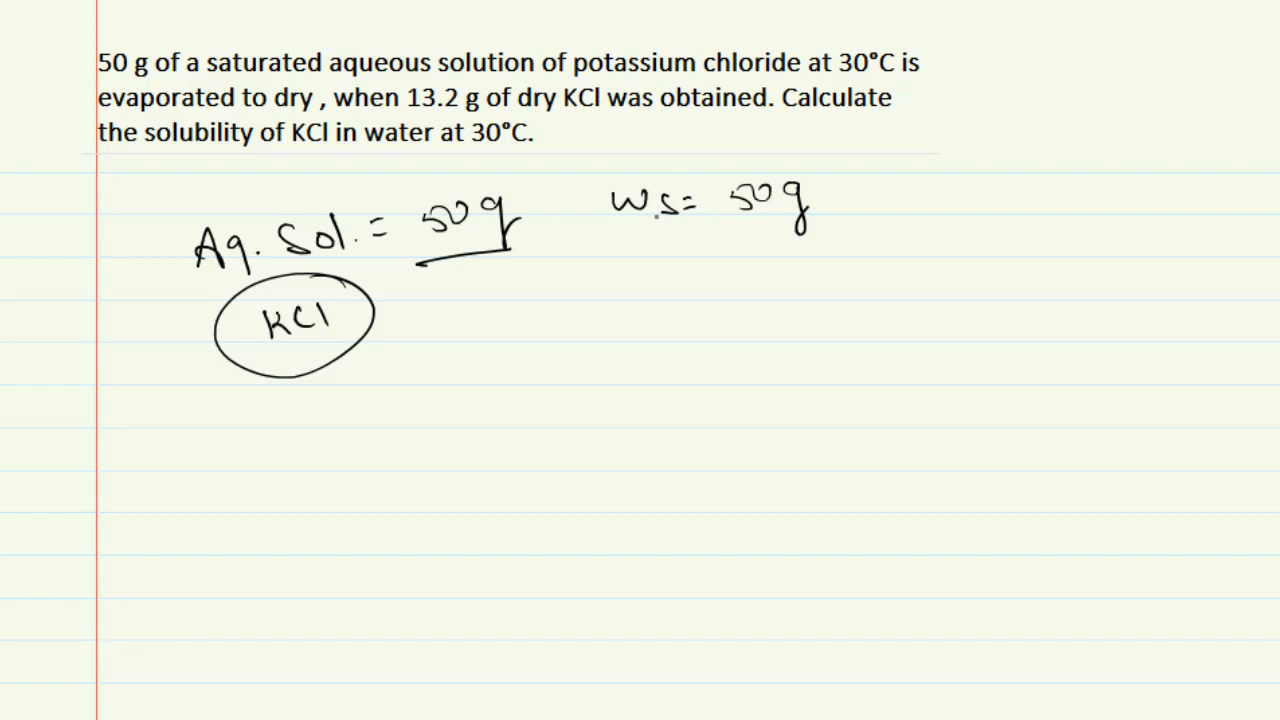 50 g of a saturated aqueous solution of potassium chloride at 30°C is
evaporated to dry , when 13.2 g of dry KCl was obtained. Calculate
the solubility of KCl in water at 30°C.
Aq. Sol. = 50 g
W.S = 50 g
KCl